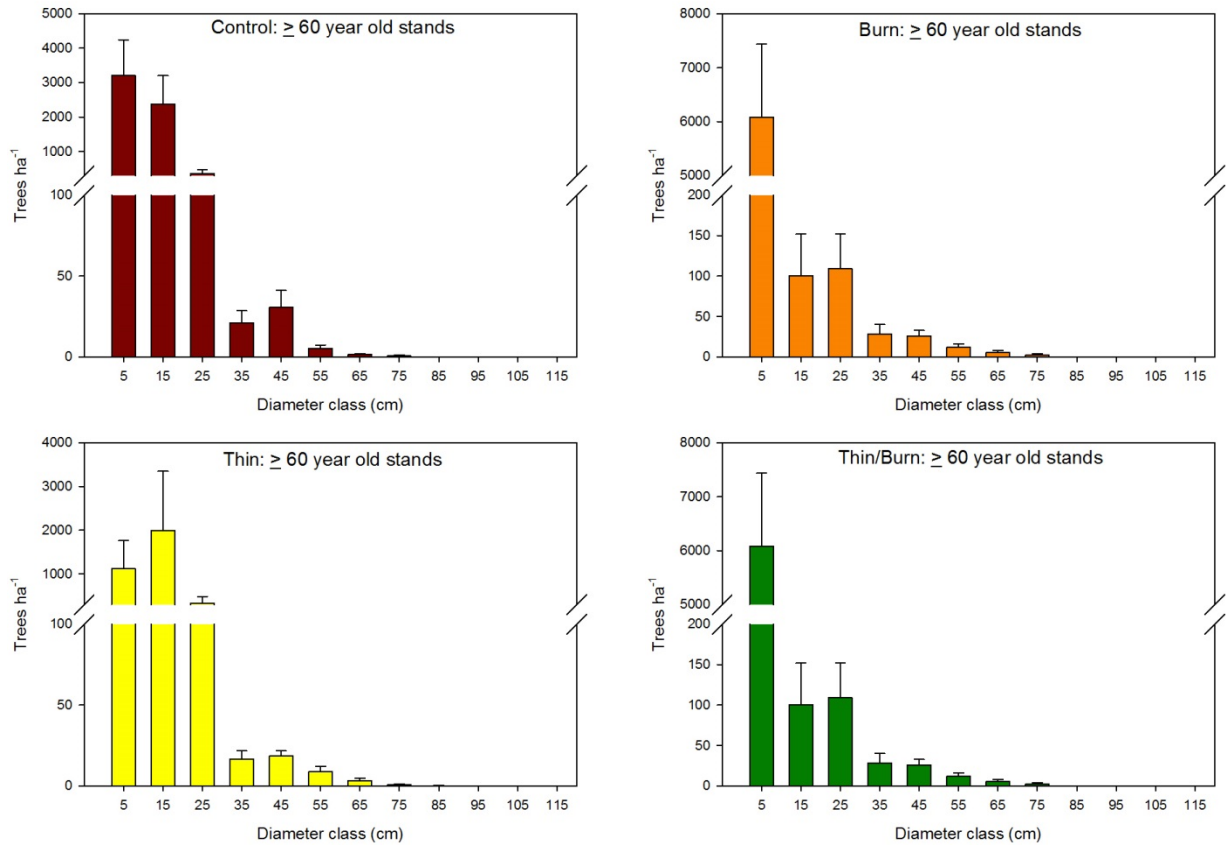 Control: ≥ 60 year old stands
5000
4000
3000
2000
1000
100
50
0
Trees ha⁻¹
5 15 25 35 45 55 65 75 85 95 105 115
Diameter class (cm)
Burn: ≥ 60 year old stands
8000
7000
6000
5000
200
150
100
50
0
Trees ha⁻¹
5 15 25 35 45 55 65 75 85 95 105 115
Diameter class (cm)
Thin: ≥ 60 year old stands
4000
3000
2000
1000
100
50
0
Trees ha⁻¹
5 15 25 35 45 55 65 75 85 95 105 115
Diameter class (cm)
Thin/Burn: ≥ 60 year old stands
8000
7000
6000
5000
200
150
100
50
0
Trees ha⁻¹
5 15 25 35 45 55 65 75 85 95 105 115
Diameter class (cm)